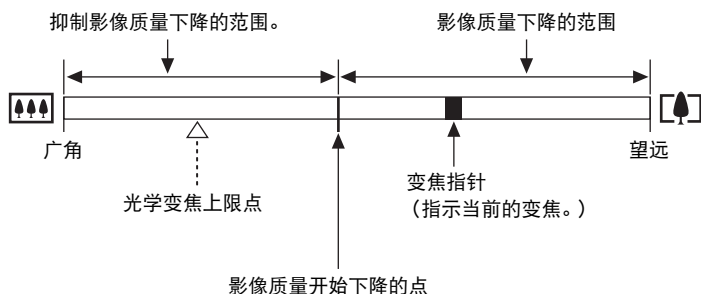 抑制影像质量下降的范围。
影像质量下降的范围
广角
望远
光学变焦上限点
变焦指针
（指示当前的变焦。）
影像质量开始下降的点